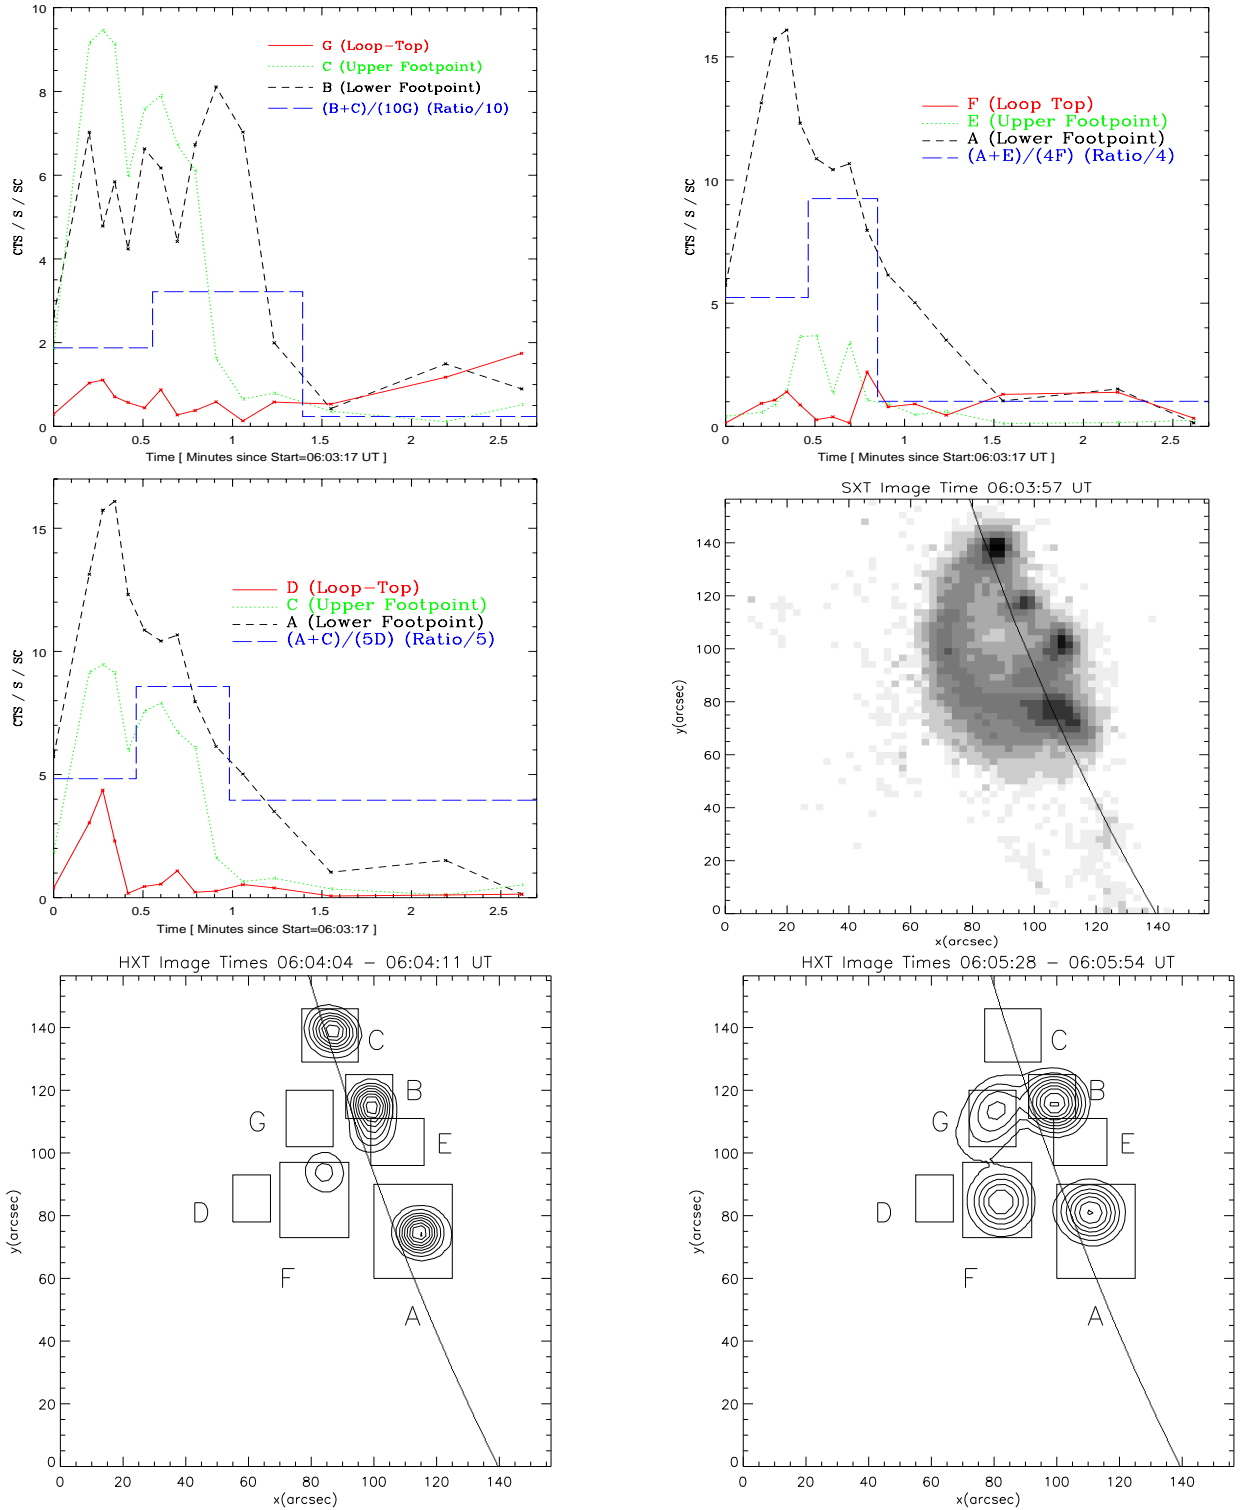 G (Loop-Top)
C (Upper Footpoint)
B (Lower Footpoint)
(B+C)/(10G) (Ratio/10)
CTS / S / SC
0 2 4 6 8 10
0 0.5 1 1.5 2 2.5
Time [ Minutes since Start=06:03:17 UT ]
F (Loop Top)
E (Upper Footpoint)
A (Lower Footpoint)
(A+E)/(4F) (Ratio/4)
CTS / S / SC
0 5 10 15
0 0.5 1 1.5 2 2.5
Time [ Minutes since Start:06:03:17 UT ]
D (Loop-Top)
C (Upper Footpoint)
A (Lower Footpoint)
(A+C)/(5D) (Ratio/5)
CTS / S / SC
0 5 10 15
0 0.5 1 1.5 2 2.5
Time [ Minutes since Start=06:03:17 ]
SXT Image Time 06:03:57 UT
y(arcsec)
0 20 40 60 80 100 120 140
0 20 40 60 80 100 120 140
x(arcsec)
HXT Image Times 06:04:04 - 06:04:11 UT
C
B
G
E
D
F
A
y(arcsec)
0 20 40 60 80 100 120 140
0 20 40 60 80 100 120 140
x(arcsec)
HXT Image Times 06:05:28 - 06:05:54 UT
C
B
G
E
D
F
A
y(arcsec)
0 20 40 60 80 100 120 140
0 20 40 60 80 100 120 140
x(arcsec)